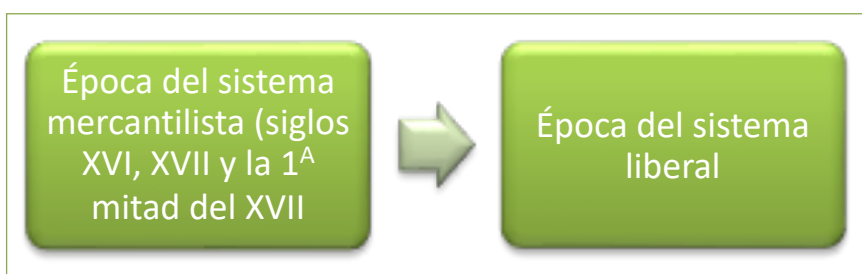 Época del sistema
mercantilista (siglos
XVI, XVII y la 1ᴬ
mitad del XVII
Época del sistema
liberal